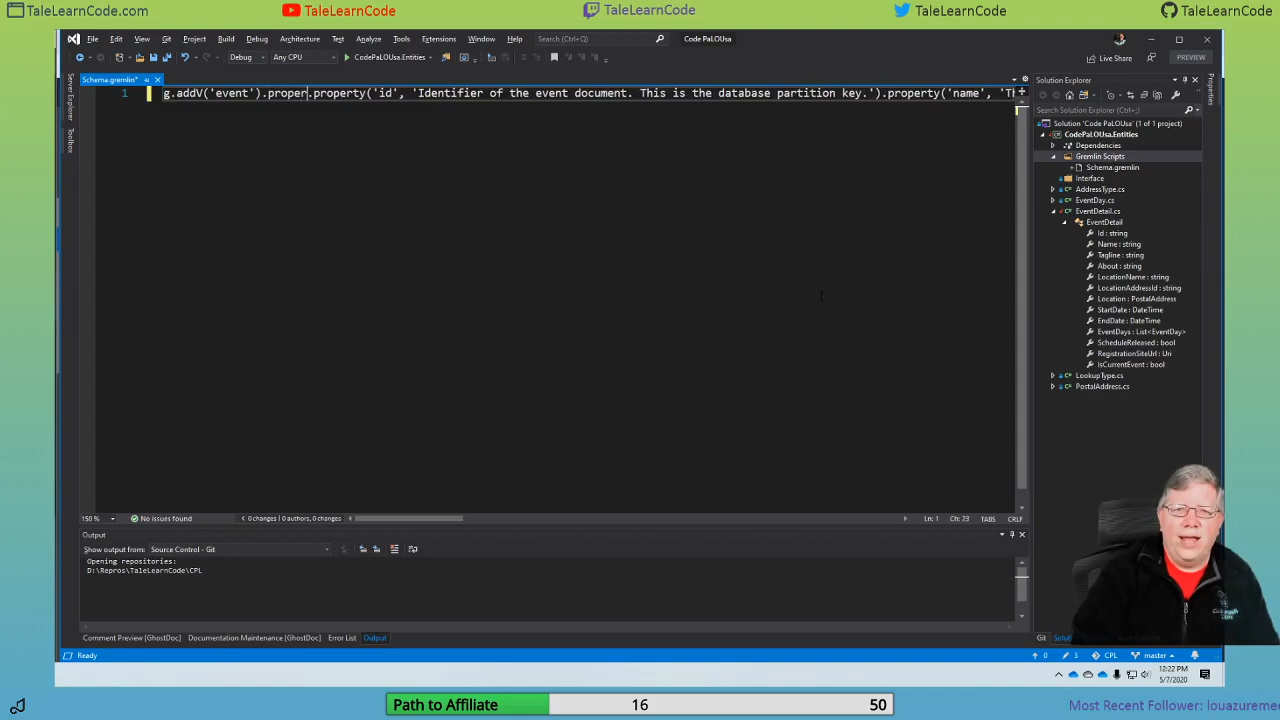 TaleLearnCode.com TaleLearnCode TaleLearnCode TaleLearnCode TaleLearnCode
File Edit View Git Project Build Debug Test Analyze Tools Extensions Window Help Search (Ctrl+Q) Code PaLOUsa
Debug Any CPU CodePaLOUsa.Entities Live Share PREVIEW
Schema.gremlin*
1 g.addV('event').proper.property('id', 'Identifier of the event document. This is the database partition key.').property('name', 'Th
Server Explorer
Toolbox
Solution Explorer
Search Solution Explorer (Ctrl+;)
Solution 'Code PaLOUsa' (1 of 1 project)
CodePaLOUsa.Entities
Dependencies
Gremlin Scripts
Schema.gremlin
Interface
AddressType.cs
EventDay.cs
EventDetail.cs
EventDetail
Id : string
Name : string
Tagline : string
About : string
LocationName : string
LocationAddressId : string
Location : PostalAddress
StartDate : DateTime
EndDate : DateTime
EventDays : List<EventDay>
ScheduleReleased : bool
RegistrationSiteUrl : Uri
IsCurrentEvent : bool
LookupType.cs
PostalAddress.cs
Properties
150 % No issues found 0 changes | 0 authors, 0 changes Ln: 1 Ch: 23 TABS CRLF
Output
Show output from: Source Control - Git
Opening repositories:
D:\Repros\TaleLearnCode\CPL
Comment Preview [GhostDoc] Documentation Maintenance [GhostDoc] Error List Output
Git
Ready 0 3 CPL master
12:22 PM
5/7/2020
Path to Affiliate 16 50
Most Recent Follower: louazureme